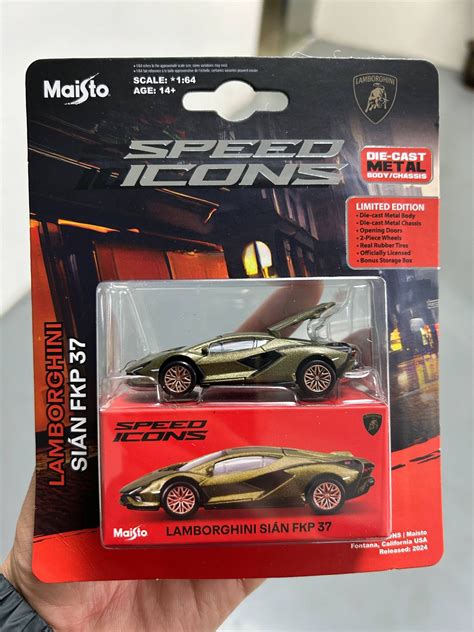 Maisto
SCALE: *1:64
AGE: 14+
LAMBORGHINI
SPEED
ICONS
DIE-CAST
METAL
BODY/CHASSIS
LIMITED EDITION
• Die-cast Metal Body
• Die-cast Metal Chassis
• Opening Doors
• 2-Piece Wheels
• Real Rubber Tires
• Officially Licensed
• Bonus Storage Box
LAMBORGHINI
SIÁN FKP 37
SPEED
ICONS
Maisto
LAMBORGHINI SIÁN FKP 37
| Maisto
Fontana, California USA
Released: 2024